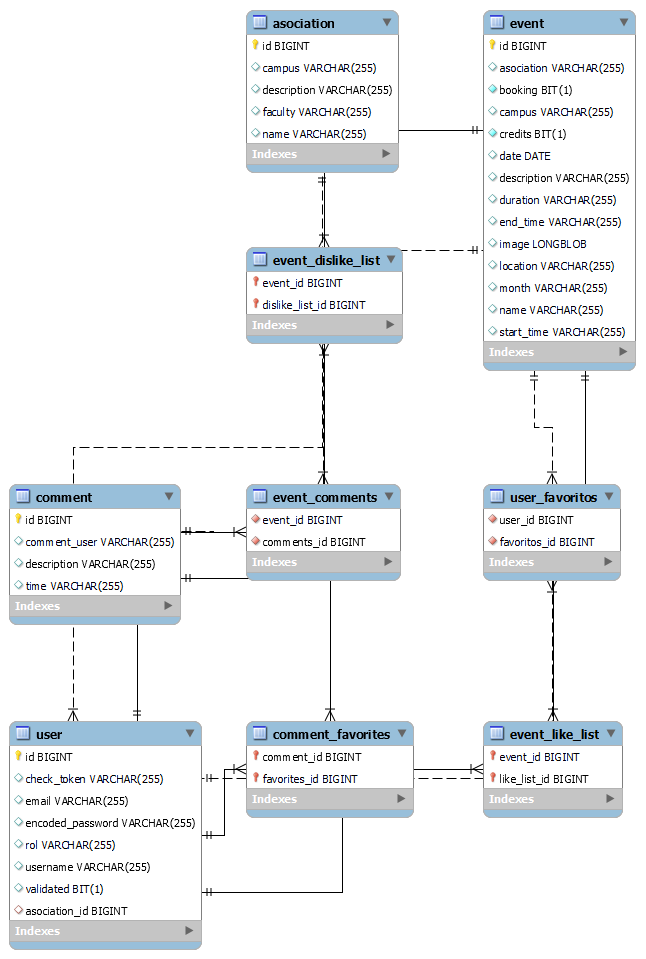 asociation
id BIGINT
campus VARCHAR(255)
description VARCHAR(255)
faculty VARCHAR(255)
name VARCHAR(255)
Indexes
event
id BIGINT
asociation VARCHAR(255)
booking BIT(1)
campus VARCHAR(255)
credits BIT(1)
date DATE
description VARCHAR(255)
duration VARCHAR(255)
end_time VARCHAR(255)
image LONGBLOB
location VARCHAR(255)
month VARCHAR(255)
name VARCHAR(255)
start_time VARCHAR(255)
Indexes
event_dislike_list
event_id BIGINT
dislike_list_id BIGINT
Indexes
comment
id BIGINT
comment_user VARCHAR(255)
description VARCHAR(255)
time VARCHAR(255)
Indexes
event_comments
event_id BIGINT
comments_id BIGINT
Indexes
user_favoritos
user_id BIGINT
favoritos_id BIGINT
Indexes
user
id BIGINT
check_token VARCHAR(255)
email VARCHAR(255)
encoded_password VARCHAR(255)
rol VARCHAR(255)
username VARCHAR(255)
validated BIT(1)
asociation_id BIGINT
Indexes
comment_favorites
comment_id BIGINT
favorites_id BIGINT
Indexes
event_like_list
event_id BIGINT
like_list_id BIGINT
Indexes